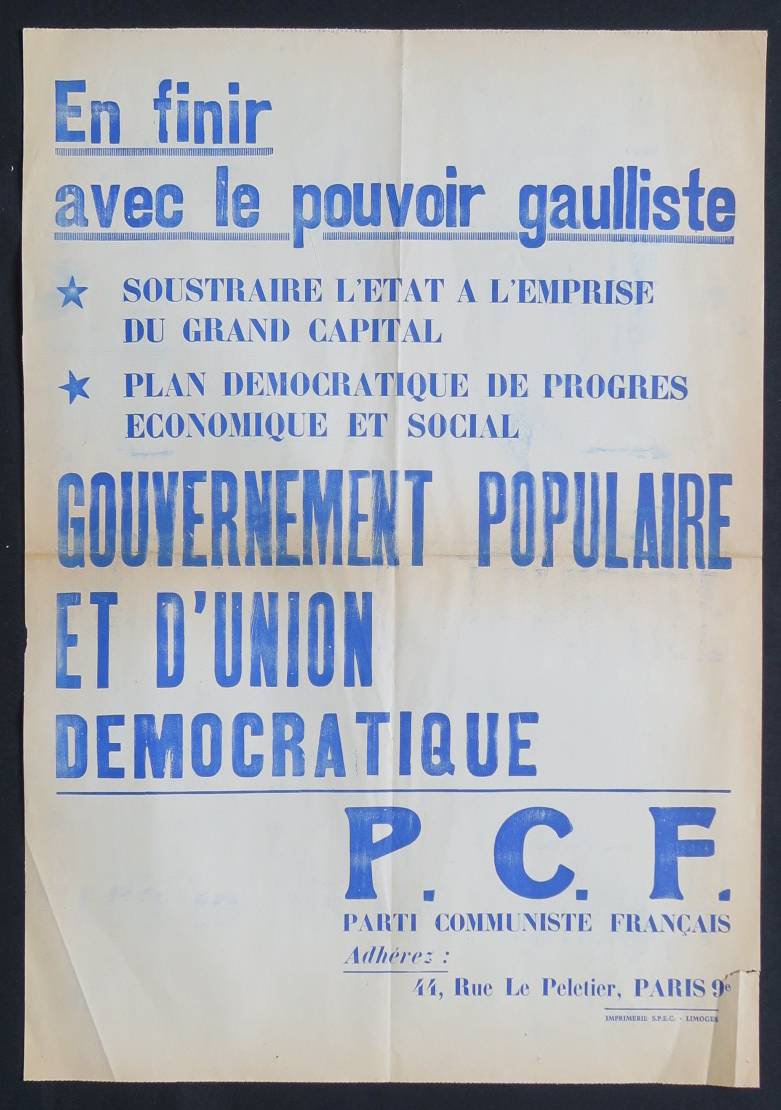 En finir
avec le pouvoir gaulliste
★ SOUSTRAIRE L'ETAT A L'EMPRISE
DU GRAND CAPITAL
★ PLAN DEMOCRATIQUE DE PROGRES
ECONOMIQUE ET SOCIAL
GOUVERNEMENT POPULAIRE
ET D'UNION
DEMOCRATIQUE
P. C. F.
PARTI COMMUNISTE FRANÇAIS
Adhérez :
44, Rue Le Peletier, PARIS 9e
IMPRIMERIE S.P.E.C. - LIMOGES